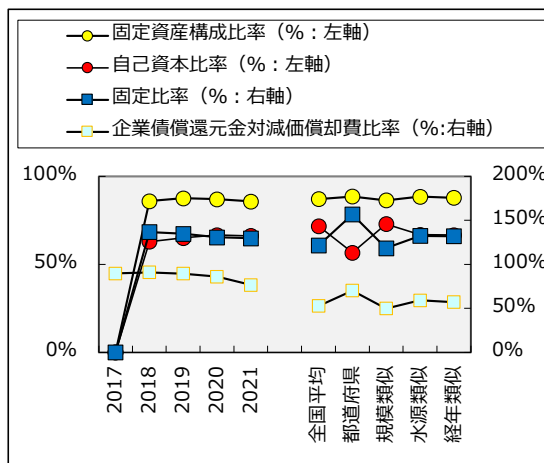 固定資産構成比率（%：左軸）
自己資本比率（%：左軸）
固定比率（%：右軸）
企業債償還元金対減価償却費比率（%:右軸）
100%
200%
150%
50%
100%
50%
0%
0%
2017
2018
2019
2020
2021
全国平均
都道府県
規模類似
水源類似
経年類似